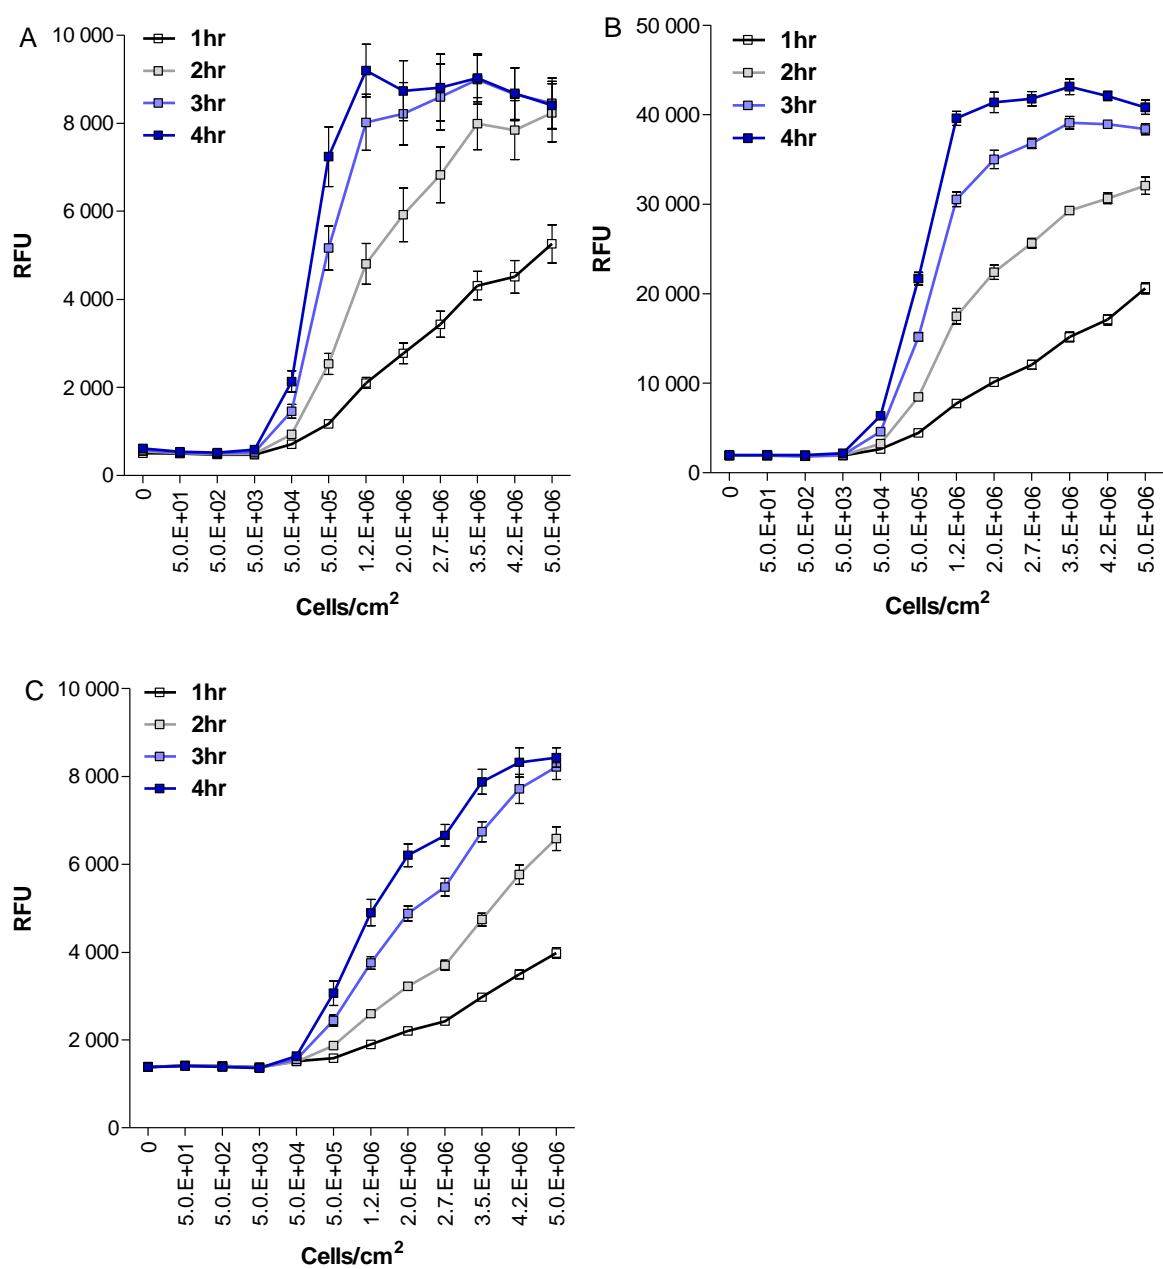 A
1hr
2hr
3hr
4hr
10 000
8 000
6 000
4 000
2 000
0
RFU
0
5.0.E+01
5.0.E+02
5.0.E+03
5.0.E+04
5.0.E+05
1.2.E+06
2.0.E+06
2.7.E+06
3.5.E+06
4.2.E+06
5.0.E+06
Cells/cm²
B
1hr
2hr
3hr
4hr
50 000
40 000
30 000
20 000
10 000
0
RFU
0
5.0.E+01
5.0.E+02
5.0.E+03
5.0.E+04
5.0.E+05
1.2.E+06
2.0.E+06
2.7.E+06
3.5.E+06
4.2.E+06
5.0.E+06
Cells/cm²
C
1hr
2hr
3hr
4hr
10 000
8 000
6 000
4 000
2 000
0
RFU
0
5.0.E+01
5.0.E+02
5.0.E+03
5.0.E+04
5.0.E+05
1.2.E+06
2.0.E+06
2.7.E+06
3.5.E+06
4.2.E+06
5.0.E+06
Cells/cm²